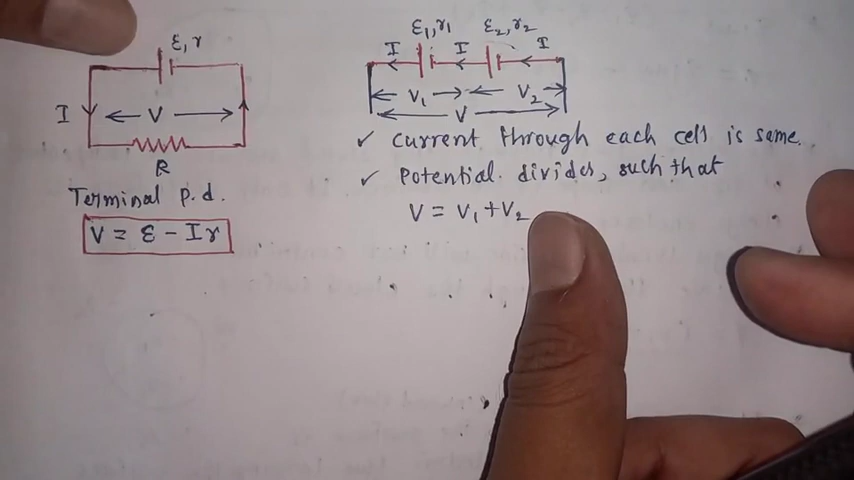 ε, r
I
V
R
Terminal p.d.
V = ε - Ir
ε₁, r₁ ε₂, r₂
I I I
V₁ V₂
V
✓ Current through each cell is same.
✓ Potential divides, such that
V = V₁ + V₂